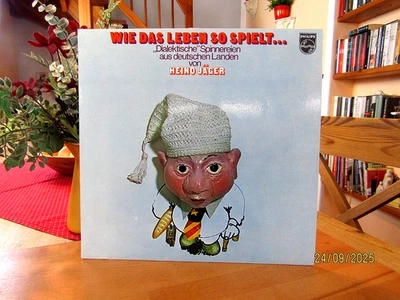 WIE DAS LEBEN SO SPIELT...
„Dialektische" Spinnereien
aus deutschen Landen
von
HEINO JÄGER
PHILIPS
24/09/2025